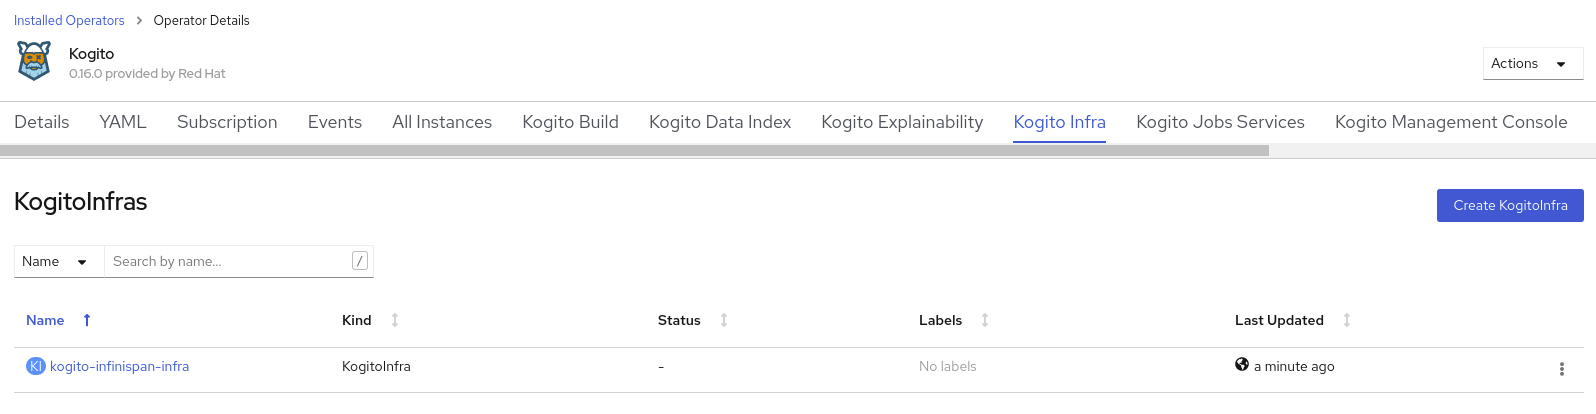 Installed Operators > Operator Details
Kogito
0.16.0 provided by Red Hat
Actions
Details YAML Subscription Events All Instances Kogito Build Kogito Data Index Kogito Explainability Kogito Infra Kogito Jobs Services Kogito Management Console
KogitoInfras
Create KogitoInfra
Name Search by name... /
Name Kind Status Labels Last Updated
KI kogito-infinispan-infra KogitoInfra - No labels a minute ago